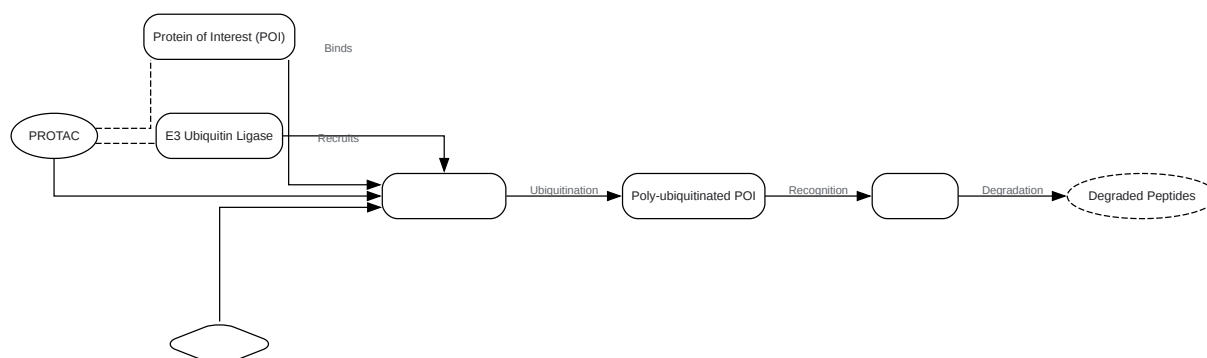 Protein of Interest (POI)
Binds
PROTAC
E3 Ubiquitin Ligase
Recruits
Ubiquitination
Poly-ubiquitinated POI
Recognition
Degradation
Degraded Peptides